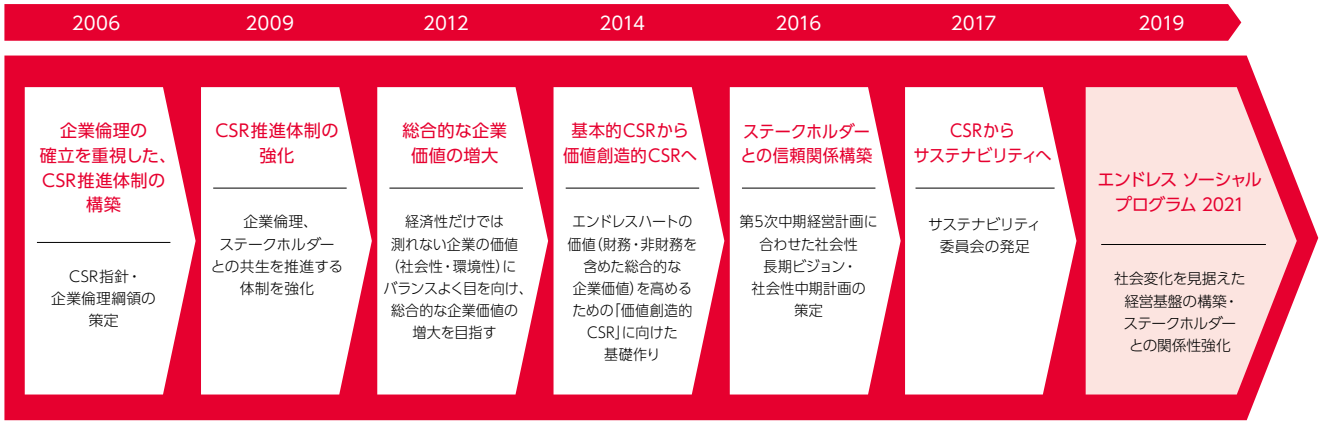 2006
2009
2012
2014
2016
2017
2019
企業倫理の
確立を重視した、
CSR推進体制の
構築
CSR指針・
企業倫理綱領の
策定
CSR推進体制の
強化
企業倫理、
ステークホルダー
との共生を推進する
体制を強化
総合的な企業
価値の増大
経済性だけでは
測れない企業の価値
(社会性・環境性)に
バランスよく目を向け、
総合的な企業価値の
増大を目指す
基本的CSRから
価値創造的CSRへ
エンドレスハートの
価値(財務・非財務を
含めた総合的な
企業価値)を高める
ための「価値創造的
CSR」に向けた
基礎作り
ステークホルダー
との信頼関係構築
第5次中期経営計画に
合わせた社会性
長期ビジョン・
社会性中期計画の
策定
CSRから
サステナビリティへ
サステナビリティ
委員会の発足
エンドレス ソーシャル
プログラム 2021
社会変化を見据えた
経営基盤の構築・
ステークホルダー
との関係性強化